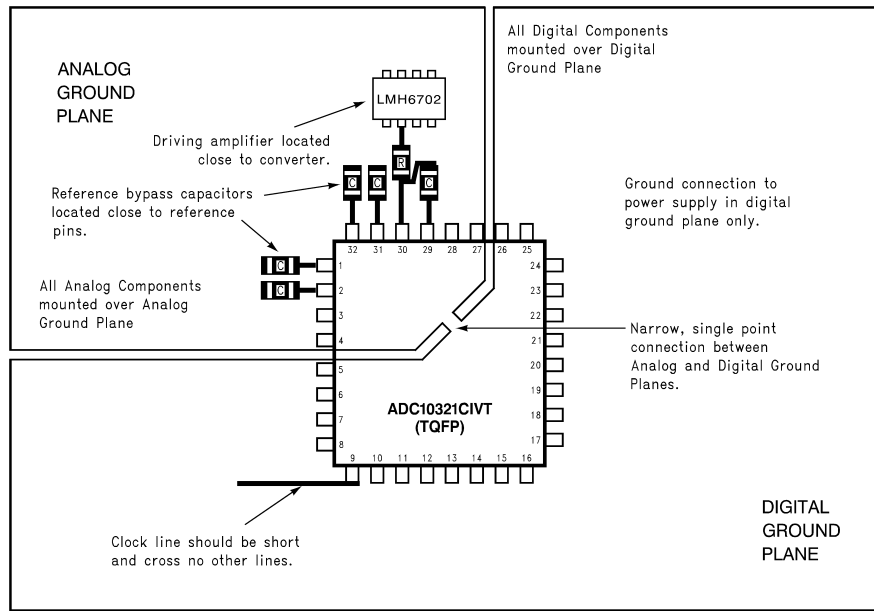 All Digital Components
mounted over Digital
Ground Plane
ANALOG
GROUND
PLANE
LMH6702
Driving amplifier located
close to converter.
R
C
C
C
Reference bypass capacitors
located close to reference
pins.
Ground connection to
power supply in digital
ground plane only.
32
31
30
29
28
27
26
25
C
C
1
2
3
4
5
6
7
8
24
23
22
21
20
19
18
17
All Analog Components
mounted over Analog
Ground Plane
Narrow, single point
connection between
Analog and Digital Ground
Planes.
ADC10321CIVT
(TQFP)
9
10
11
12
13
14
15
16
Clock line should be short
and cross no other lines.
DIGITAL
GROUND
PLANE